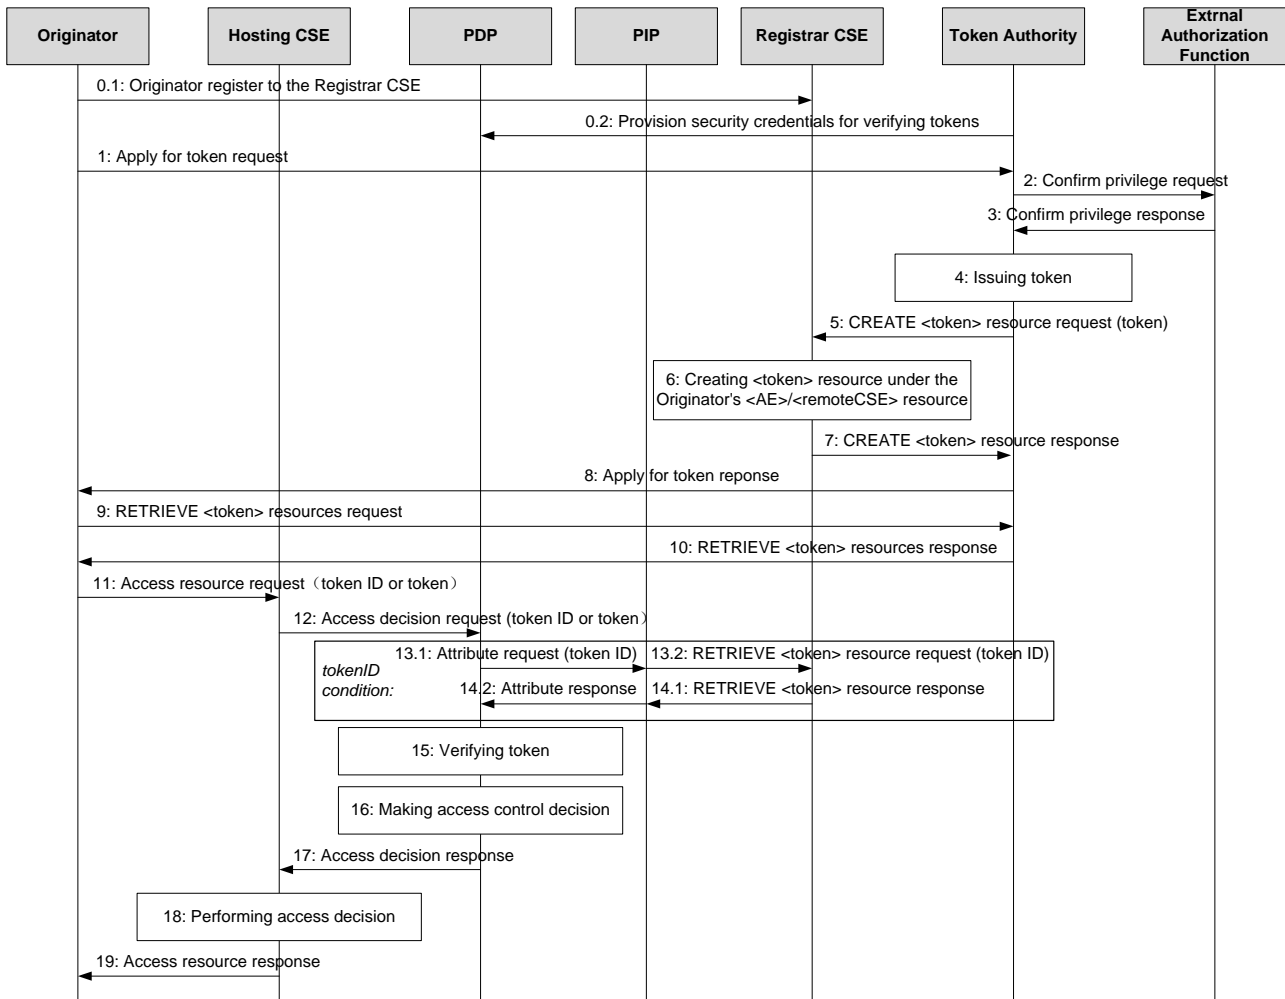 Originator
Hosting CSE
PDP
PIP
Registrar CSE
Token Authority
Extrnal
Authorization
Function
0.1: Originator register to the Registrar CSE
0.2: Provision security credentials for verifying tokens
1: Apply for token request
2: Confirm privilege request
3: Confirm privilege response
4: Issuing token
5: CREATE <token> resource request (token)
6: Creating <token> resource under the
Originator's <AE>/<remoteCSE> resource
7: CREATE <token> resource response
8: Apply for token reponse
9: RETRIEVE <token> resources request
10: RETRIEVE <token> resources response
11: Access resource request（token ID or token）
12: Access decision request (token ID or token）
13.1: Attribute request (token ID)
13.2: RETRIEVE <token> resource request (token ID)
tokenID
condition:
14.2: Attribute response
14.1: RETRIEVE <token> resource response
15: Verifying token
16: Making access control decision
17: Access decision response
18: Performing access decision
19: Access resource response